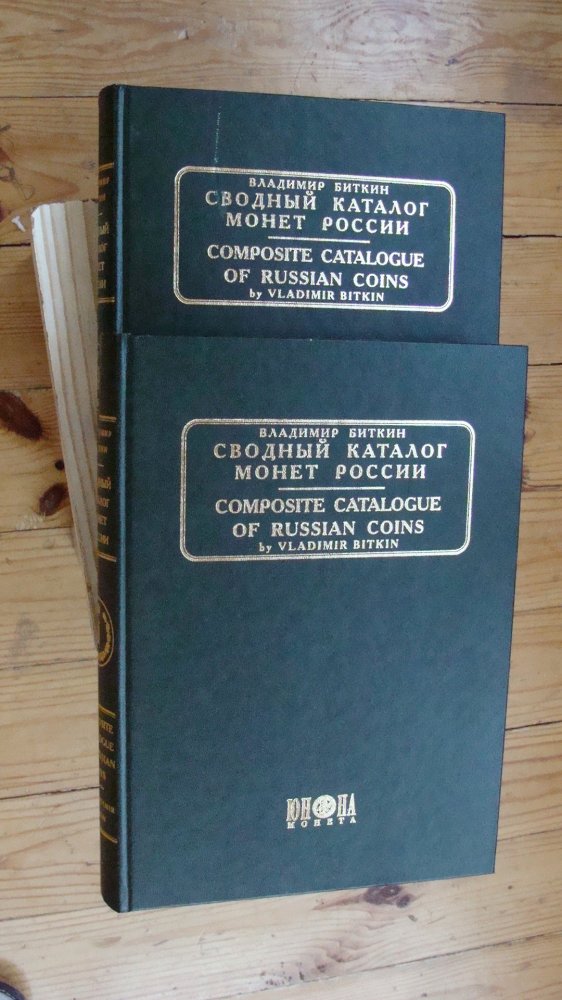 ВЛАДИМИР БИТКИН
СВОДНЫЙ КАТАЛОГ
МОНЕТ РОССИИ
COMPOSITE CATALOGUE
OF RUSSIAN COINS
by VLADIMIR BITKIN
ВЛАДИМИР БИТКИН
СВОДНЫЙ КАТАЛОГ
МОНЕТ РОССИИ
COMPOSITE CATALOGUE
OF RUSSIAN COINS
by VLADIMIR BITKIN
ЮНОНА
МОНЕТА